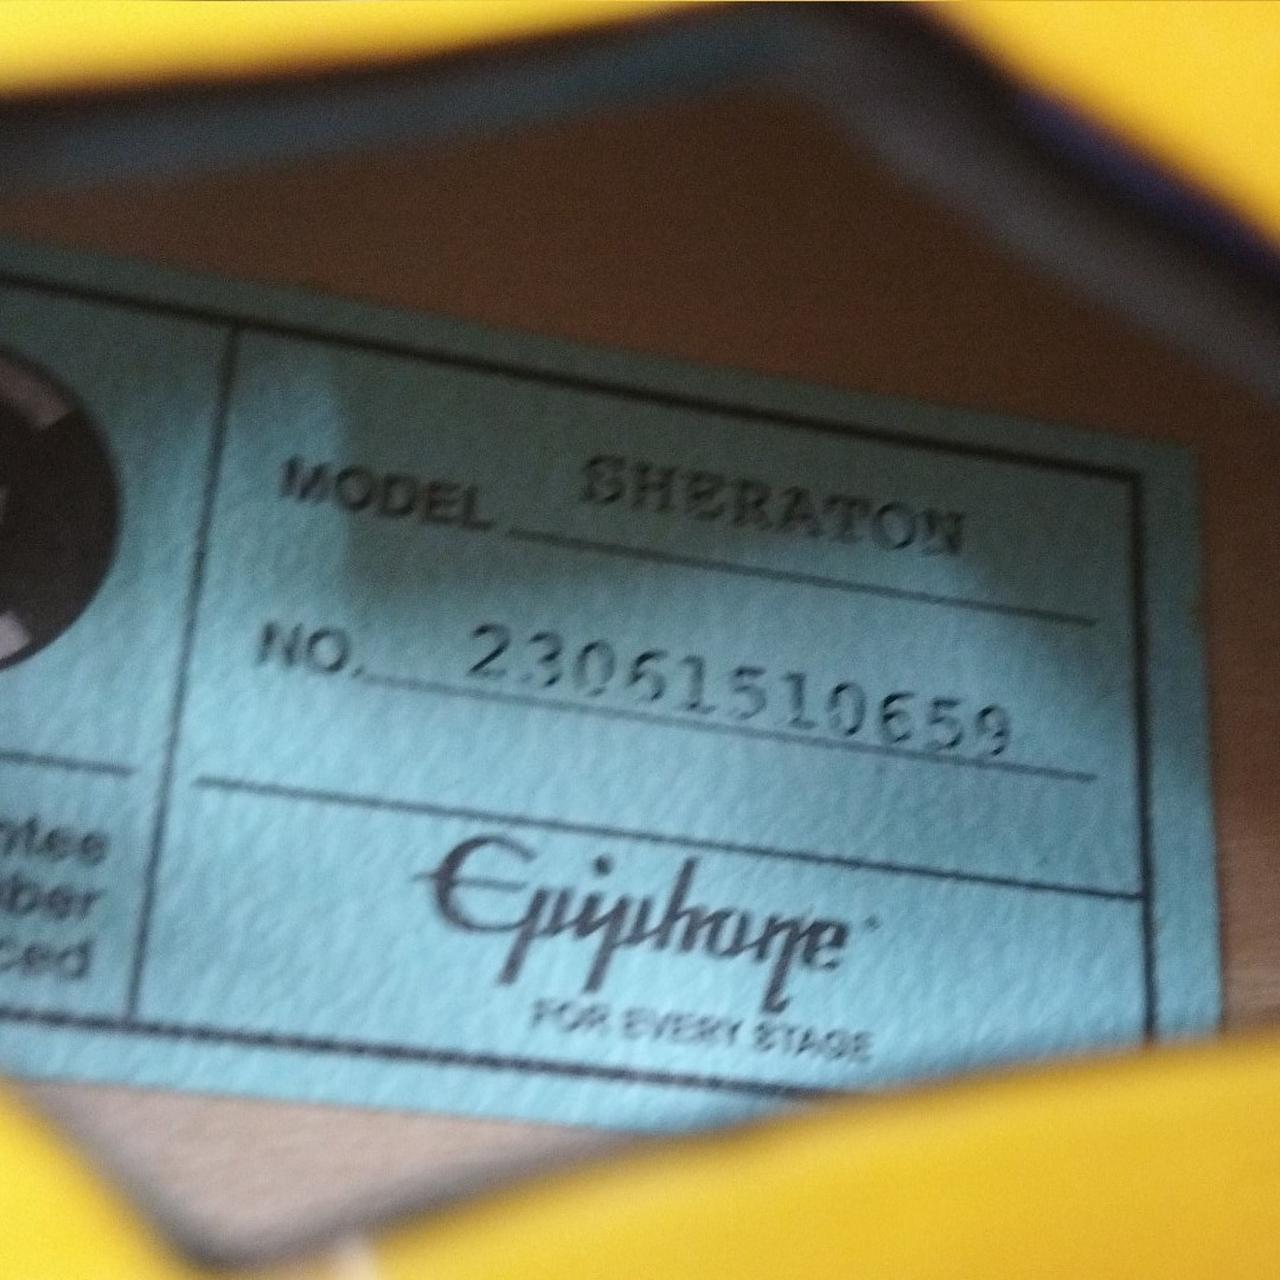 MODEL SHERATON
NO. 23061510659
Epiphone
FOR EVERY STAGE